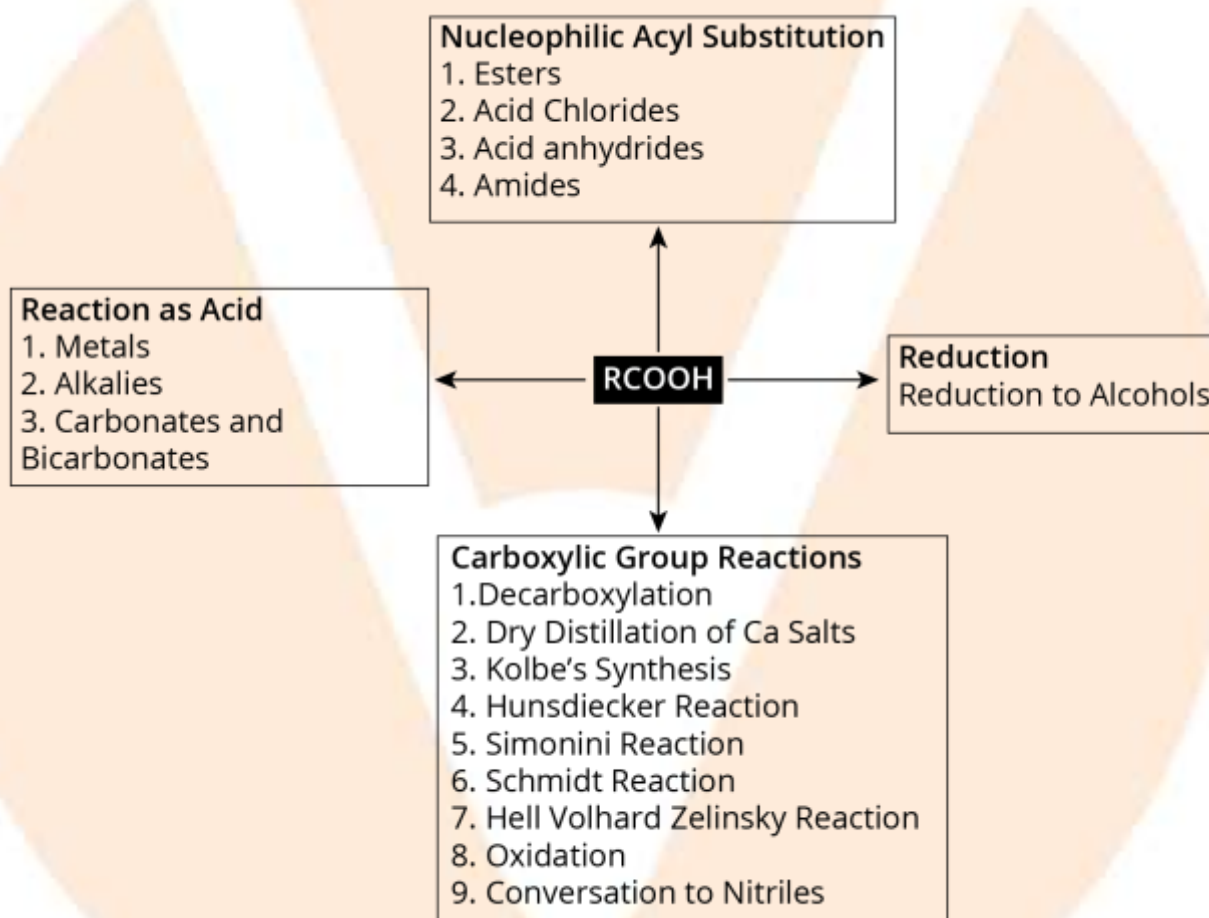 Nucleophilic Acyl Substitution
1. Esters
2. Acid Chlorides
3. Acid anhydrides
4. Amides
Reaction as Acid
1. Metals
2. Alkalies
3. Carbonates and
Bicarbonates
RCOOH
Reduction
Reduction to Alcohols
Carboxylic Group Reactions
1.Decarboxylation
2. Dry Distillation of Ca Salts
3. Kolbe’s Synthesis
4. Hunsdiecker Reaction
5. Simonini Reaction
6. Schmidt Reaction
7. Hell Volhard Zelinsky Reaction
8. Oxidation
9. Conversation to Nitriles